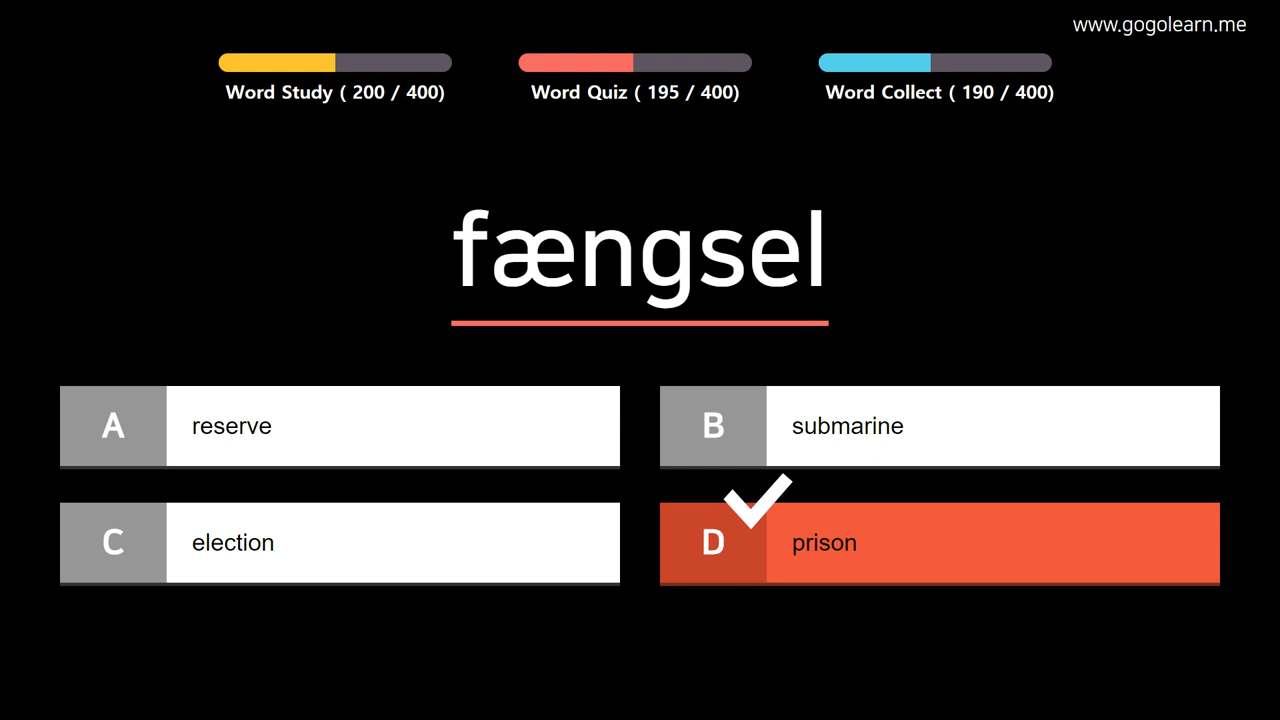 www.gogolearn.me
Word Study ( 200 / 400)
Word Quiz ( 195 / 400)
Word Collect ( 190 / 400)
fængsel
A reserve
B submarine
C election
D prison